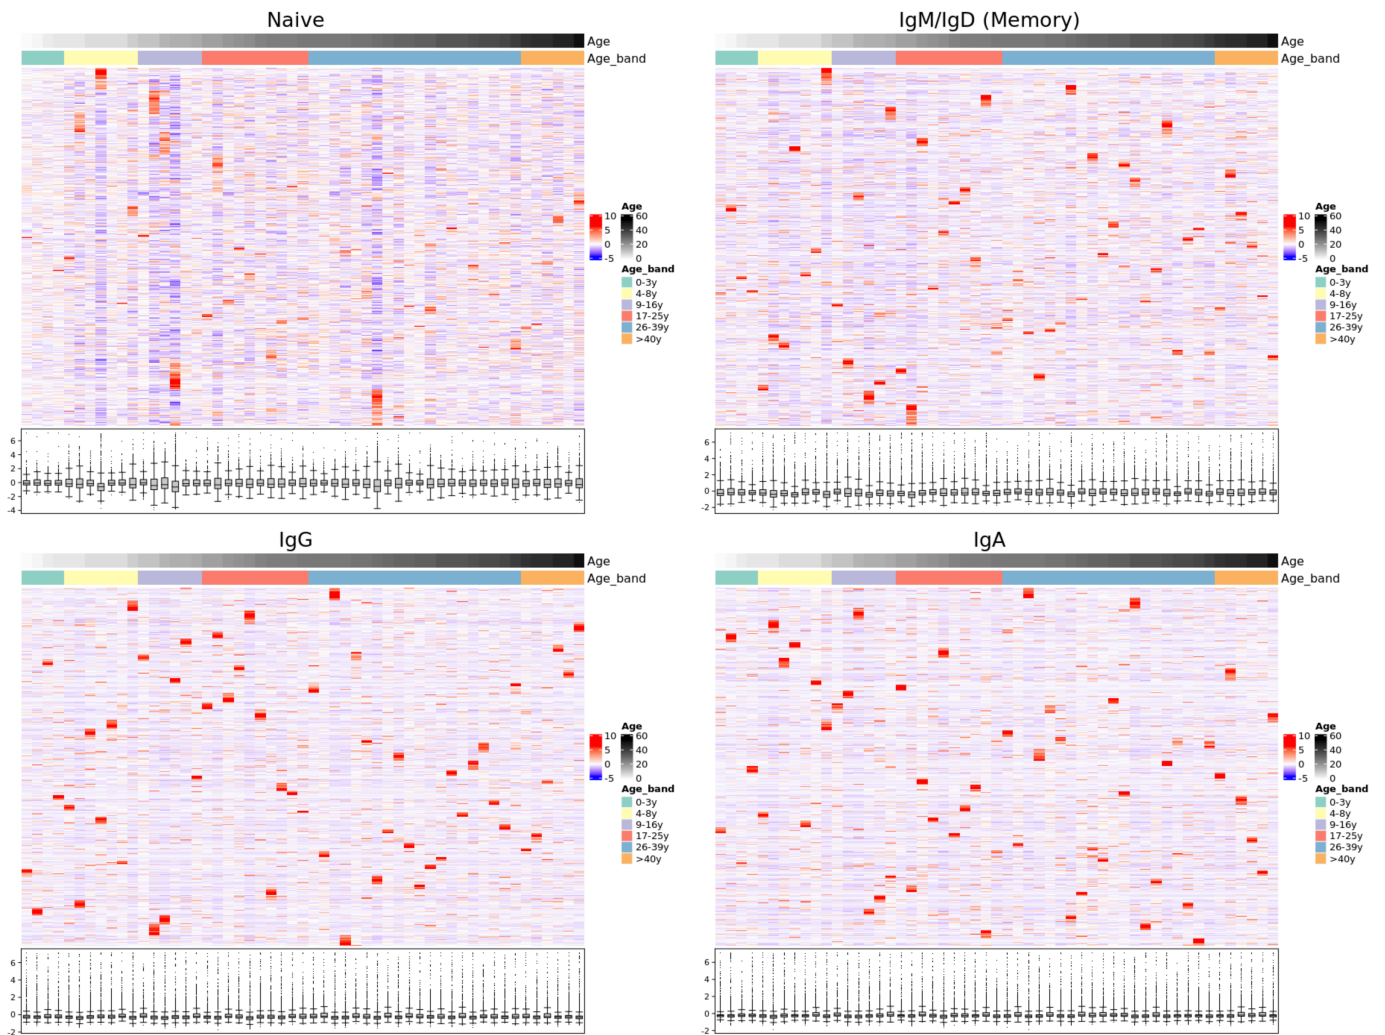 Naive
Age
Age_band
Age
10 60
5 40
0 20
-5 0
Age_band
0-3y
4-8y
9-16y
17-25y
26-39y
>40y
6
4
2
0
-2
-4
IgM/IgD (Memory)
Age
Age_band
Age
10 60
5 40
0 20
-5 0
Age_band
0-3y
4-8y
9-16y
17-25y
26-39y
>40y
6
4
2
0
-2
IgG
Age
Age_band
Age
10 60
5 40
0 20
-5 0
Age_band
0-3y
4-8y
9-16y
17-25y
26-39y
>40y
6
4
2
0
-2
IgA
Age
Age_band
Age
10 60
5 40
0 20
-5 0
Age_band
0-3y
4-8y
9-16y
17-25y
26-39y
>40y
6
4
2
0
-2